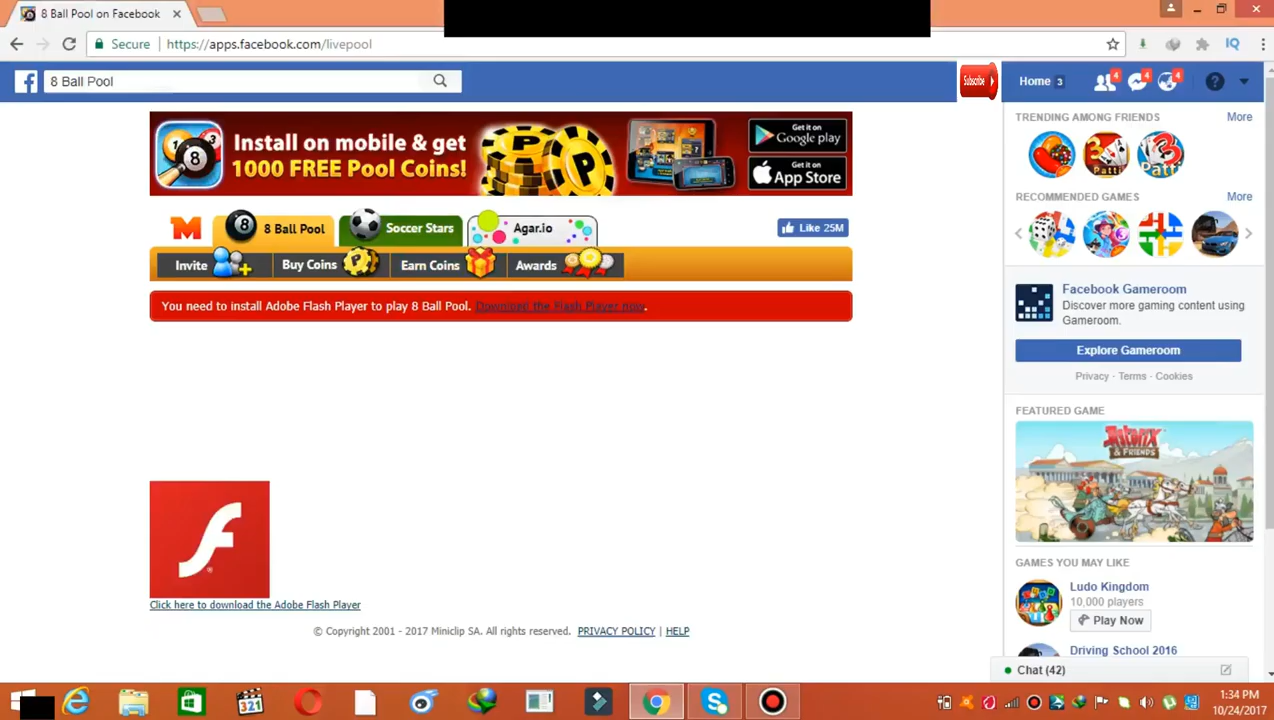 8 Ball Pool on Facebook
Secure
https://apps.facebook.com/livepool
IQ
8 Ball Pool
Subscribe
Home 3
4
4
4
Install on mobile & get
1000 FREE Pool Coins!
Get it on
Google play
Get it on
App Store
8 Ball Pool
Soccer Stars
Agar.io
Like 25M
Invite
Buy Coins
Earn Coins
Awards
You need to install Adobe Flash Player to play 8 Ball Pool. Download the Flash Player now.
Click here to download the Adobe Flash Player
© Copyright 2001 - 2017 Miniclip SA. All rights reserved. PRIVACY POLICY | HELP
TRENDING AMONG FRIENDS
More
RECOMMENDED GAMES
More
Facebook Gameroom
Discover more gaming content using
Gameroom.
Explore Gameroom
Privacy · Terms · Cookies
FEATURED GAME
Asterix
& FRIENDS
GAMES YOU MAY LIKE
Ludo Kingdom
10,000 players
Play Now
Driving School 2016
Chat (42)
321
1:34 PM
10/24/2017